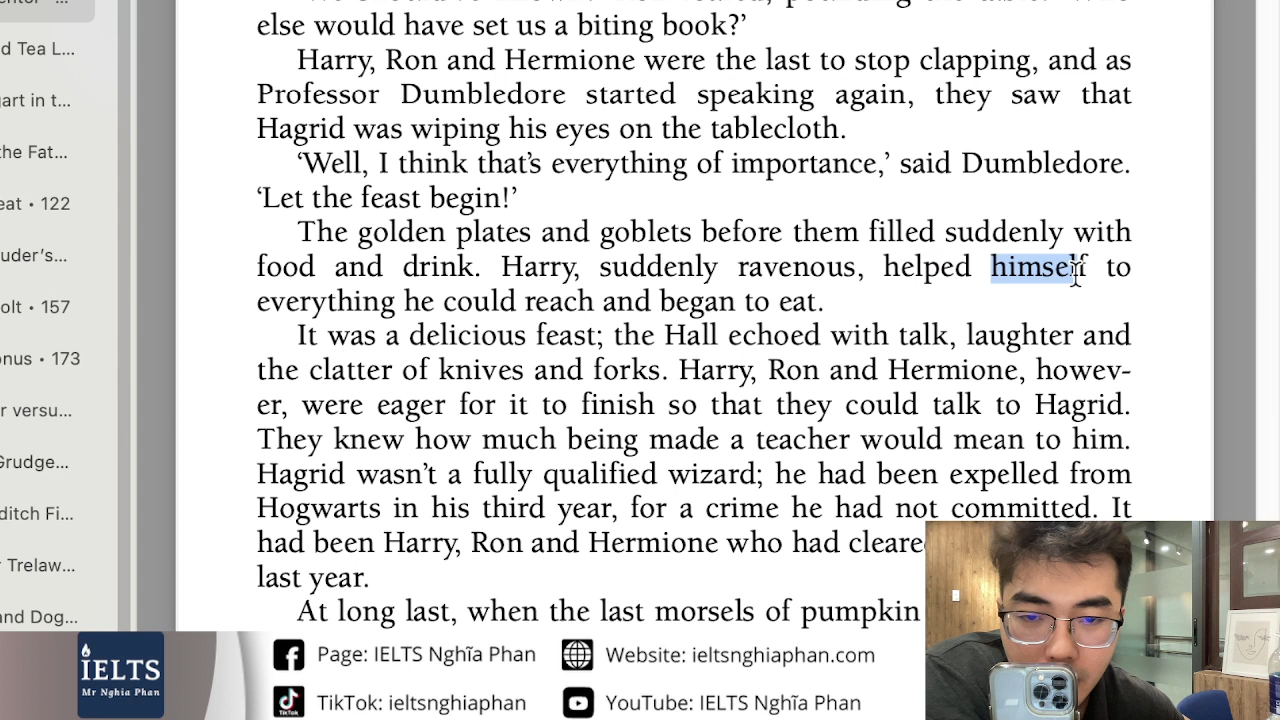 else would have set us a biting book?’
Harry, Ron and Hermione were the last to stop clapping, and as
Professor Dumbledore started speaking again, they saw that
Hagrid was wiping his eyes on the tablecloth.
‘Well, I think that’s everything of importance,’ said Dumbledore.
‘Let the feast begin!’
The golden plates and goblets before them filled suddenly with
food and drink. Harry, suddenly ravenous, helped himself to
everything he could reach and began to eat.
It was a delicious feast; the Hall echoed with talk, laughter and
the clatter of knives and forks. Harry, Ron and Hermione, howev-
er, were eager for it to finish so that they could talk to Hagrid.
They knew how much being made a teacher would mean to him.
Hagrid wasn’t a fully qualified wizard; he had been expelled from
Hogwarts in his third year, for a crime he had not committed. It
had been Harry, Ron and Hermione who had cleared
last year.
At long last, when the last morsels of pumpkin
d Tea L...
gart in t...
the Fat...
eat • 122
uder’s...
olt • 157
onus • 173
r versu...
Grudge...
ditch Fi...
r Trelaw...
and Dog...
IELTS
Mr Nghia Phan
Page: IELTS Nghĩa Phan
Website: ieltsnghiaphan.com
TikTok: ieltsnghiaphan
YouTube: IELTS Nghĩa Phan